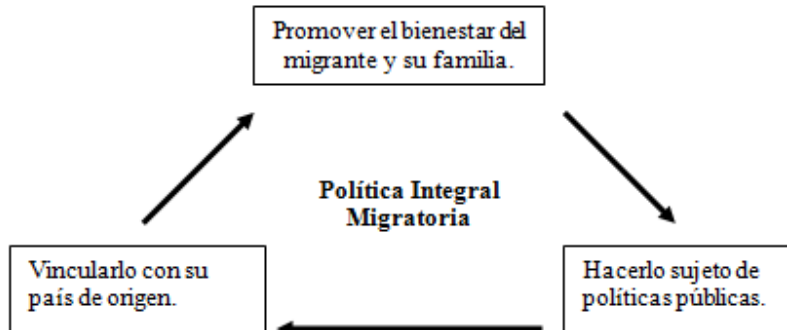 Promover el bienestar del
migrante y su familia.
Política Integral
Migratoria
Vincularlo con su
país de origen.
Hacerlo sujeto de
políticas públicas.